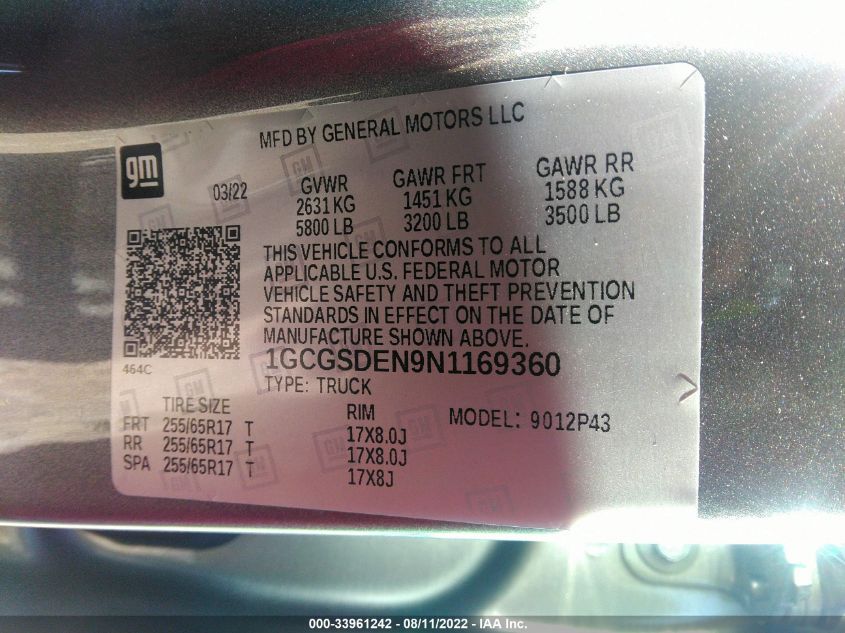 MFD BY GENERAL MOTORS LLC
gm
03/22
GVWR GAWR FRT GAWR RR
2631 KG 1451 KG 1588 KG
5800 LB 3200 LB 3500 LB
THIS VEHICLE CONFORMS TO ALL
APPLICABLE U.S. FEDERAL MOTOR
VEHICLE SAFETY AND THEFT PREVENTION
STANDARDS IN EFFECT ON THE DATE OF
MANUFACTURE SHOWN ABOVE.
1GCGSDEN9N1169360
464C
TYPE: TRUCK
TIRE SIZE RIM MODEL: 9012P43
FRT 255/65R17 T 17X8.0J
RR 255/65R17 T 17X8.0J
SPA 255/65R17 T 17X8J
000-33961242 - 08/11/2022 - IAA Inc.